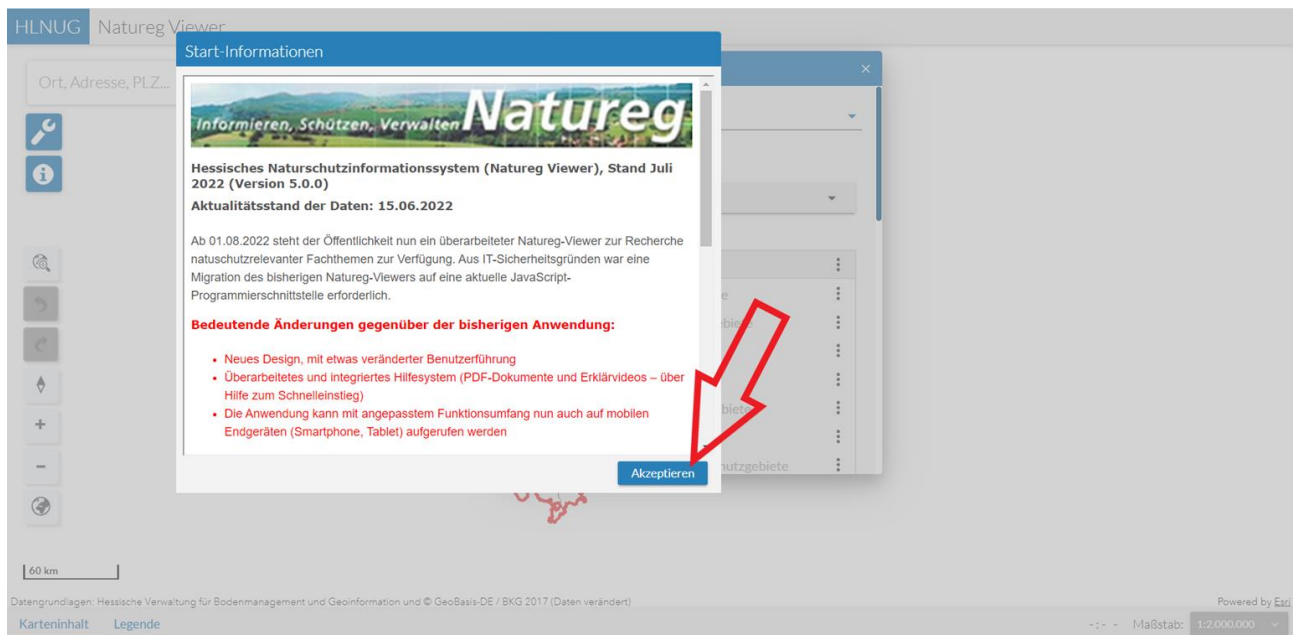 HLNUG Natureg Viewer
Start-Informationen
Ort, Adresse, PLZ...
Informieren, Schützen, Verwalten Natureg
Hessisches Naturschutzinformationssystem (Natureg Viewer), Stand Juli
2022 (Version 5.0.0)
Aktualitätsstand der Daten: 15.06.2022
Ab 01.08.2022 steht der Öffentlichkeit nun ein überarbeiteter Natureg-Viewer zur Recherche
natuschutzrelevanter Fachthemen zur Verfügung. Aus IT-Sicherheitsgründen war eine
Migration des bisherigen Natureg-Viewers auf eine aktuelle JavaScript-
Programmierschnittstelle erforderlich.
Bedeutende Änderungen gegenüber der bisherigen Anwendung:
• Neues Design, mit etwas veränderter Benutzerführung
• Überarbeitetes und integriertes Hilfesystem (PDF-Dokumente und Erklärvideos – über
Hilfe zum Schnelleinstieg)
• Die Anwendung kann mit angepasstem Funktionsumfang nun auch auf mobilen
Endgeräten (Smartphone, Tablet) aufgerufen werden
Akzeptieren
hutzgebiete
60 km
Datengrundlagen: Hessische Verwaltung für Bodenmanagement und Geoinformation und © GeoBasis-DE / BKG 2017 (Daten verändert)
Powered by Esri
Karteninhalt Legende
-:- - Maßstab: 1:2.000.000